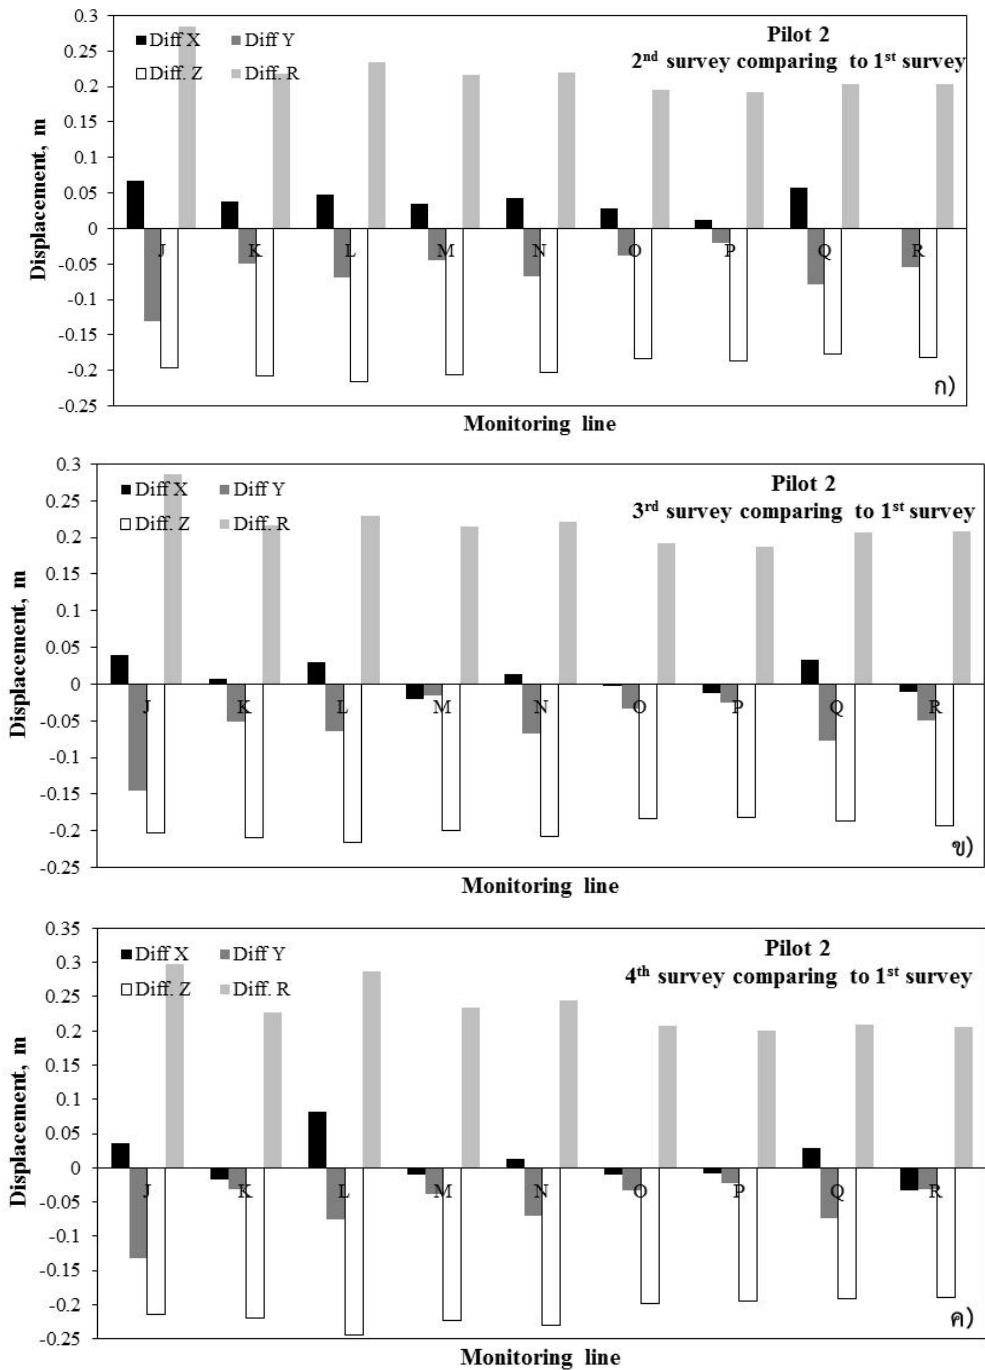 0.3
0.25
0.2
0.15
0.1
0.05
0
-0.05
-0.1
-0.15
-0.2
-0.25
Displacement, m
Diff X Diff Y
Diff. Z Diff. R
Pilot 2
2nd survey comparing to 1st survey
J K L M N O P Q R
ก)
Monitoring line
0.3
0.25
0.2
0.15
0.1
0.05
0
-0.05
-0.1
-0.15
-0.2
-0.25
Displacement, m
Diff X Diff Y
Diff. Z Diff. R
Pilot 2
3rd survey comparing to 1st survey
J K L M N O P Q R
ข)
Monitoring line
0.35
0.3
0.25
0.2
0.15
0.1
0.05
0
-0.05
-0.1
-0.15
-0.2
-0.25
Displacement, m
Diff X Diff Y
Diff. Z Diff. R
Pilot 2
4th survey comparing to 1st survey
J K L M N O P Q R
ค)
Monitoring line